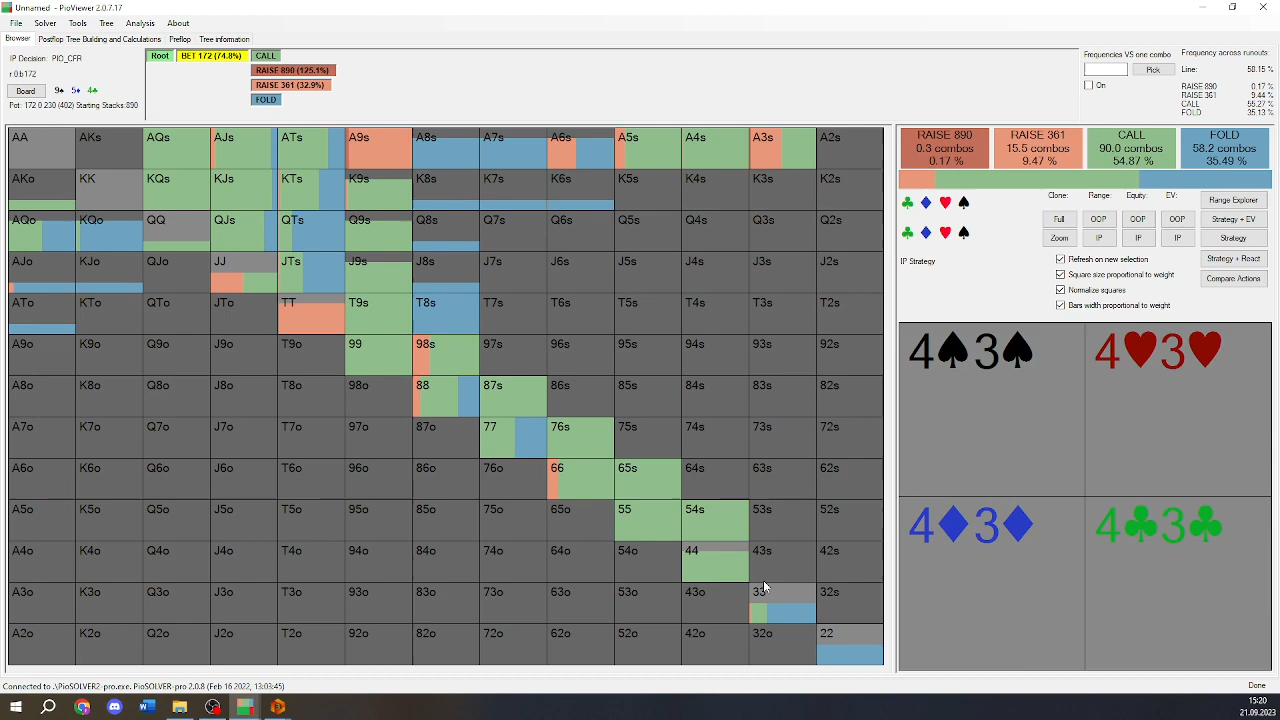 Unnamed - PioViewer 2.0.7.17
File Solver Tools Tree Analysis About
Browser Postflop Tree Building and Calculations Preflop Tree information
IP Decision: PIO_CFR
r:0:b172
Board 9♠ 5♦ 4♣
Pot: 172 0 230 (402) Starting Stacks:890
Root BET 172 (74.8%) CALL
RAISE 890 (125.1%)
RAISE 361 (32.9%)
FOLD
Frequencies VS one combo
Pick
On
Frequency across runouts:
Line: 58.15 %
RAISE 890 0.17 %
RAISE 361 9.44 %
CALL 55.27 %
FOLD 35.13 %
AA AKs AQs AJs ATs A9s A8s A7s A6s A5s A4s A3s A2s
AKo KK KQs KJs KTs K9s K8s K7s K6s K5s K4s K3s K2s
AQo KQo QQ QJs QTs Q9s Q8s Q7s Q6s Q5s Q4s Q3s Q2s
AJo KJo QJo JJ JTs J9s J8s J7s J6s J5s J4s J3s J2s
ATo KTo QTo JTo TT T9s T8s T7s T6s T5s T4s T3s T2s
A9o K9o Q9o J9o T9o 99 98s 97s 96s 95s 94s 93s 92s
A8o K8o Q8o J8o T8o 98o 88 87s 86s 85s 84s 83s 82s
A7o K7o Q7o J7o T7o 97o 87o 77 76s 75s 74s 73s 72s
A6o K6o Q6o J6o T6o 96o 86o 76o 66 65s 64s 63s 62s
A5o K5o Q5o J5o T5o 95o 85o 75o 65o 55 54s 53s 52s
A4o K4o Q4o J4o T4o 94o 84o 74o 64o 54o 44 43s 42s
A3o K3o Q3o J3o T3o 93o 83o 73o 63o 53o 43o 33 32s
A2o K2o Q2o J2o T2o 92o 82o 72o 62o 52o 42o 32o 22
RAISE 890 RAISE 361 CALL FOLD
0.3 combos 15.5 combos 90.0 combos 58.2 combos
0.17 % 9.47 % 54.87 % 35.49 %
♣ ♦ ♥ ♠
♣ ♦ ♥ ♠
Clone: Range: Equity: EV:
Full OOP OOP OOP
Zoom IP IP IP
Range Explorer
Strategy + EV
Strategy
Strategy + React
Compare Actions
IP Strategy
Refresh on new selection
Square size proportional to weight
Normalize squares
Bars width proportional to weight
4♠3♠ 4♥3♥
4♦3♦ 4♣3♣
Connected to .\PioSOLVER2-pro.exe. PioSOLVER-pro 2.0.8 (Feb 16 2022, 13:03:45)
Done
15:20
21.09.2023